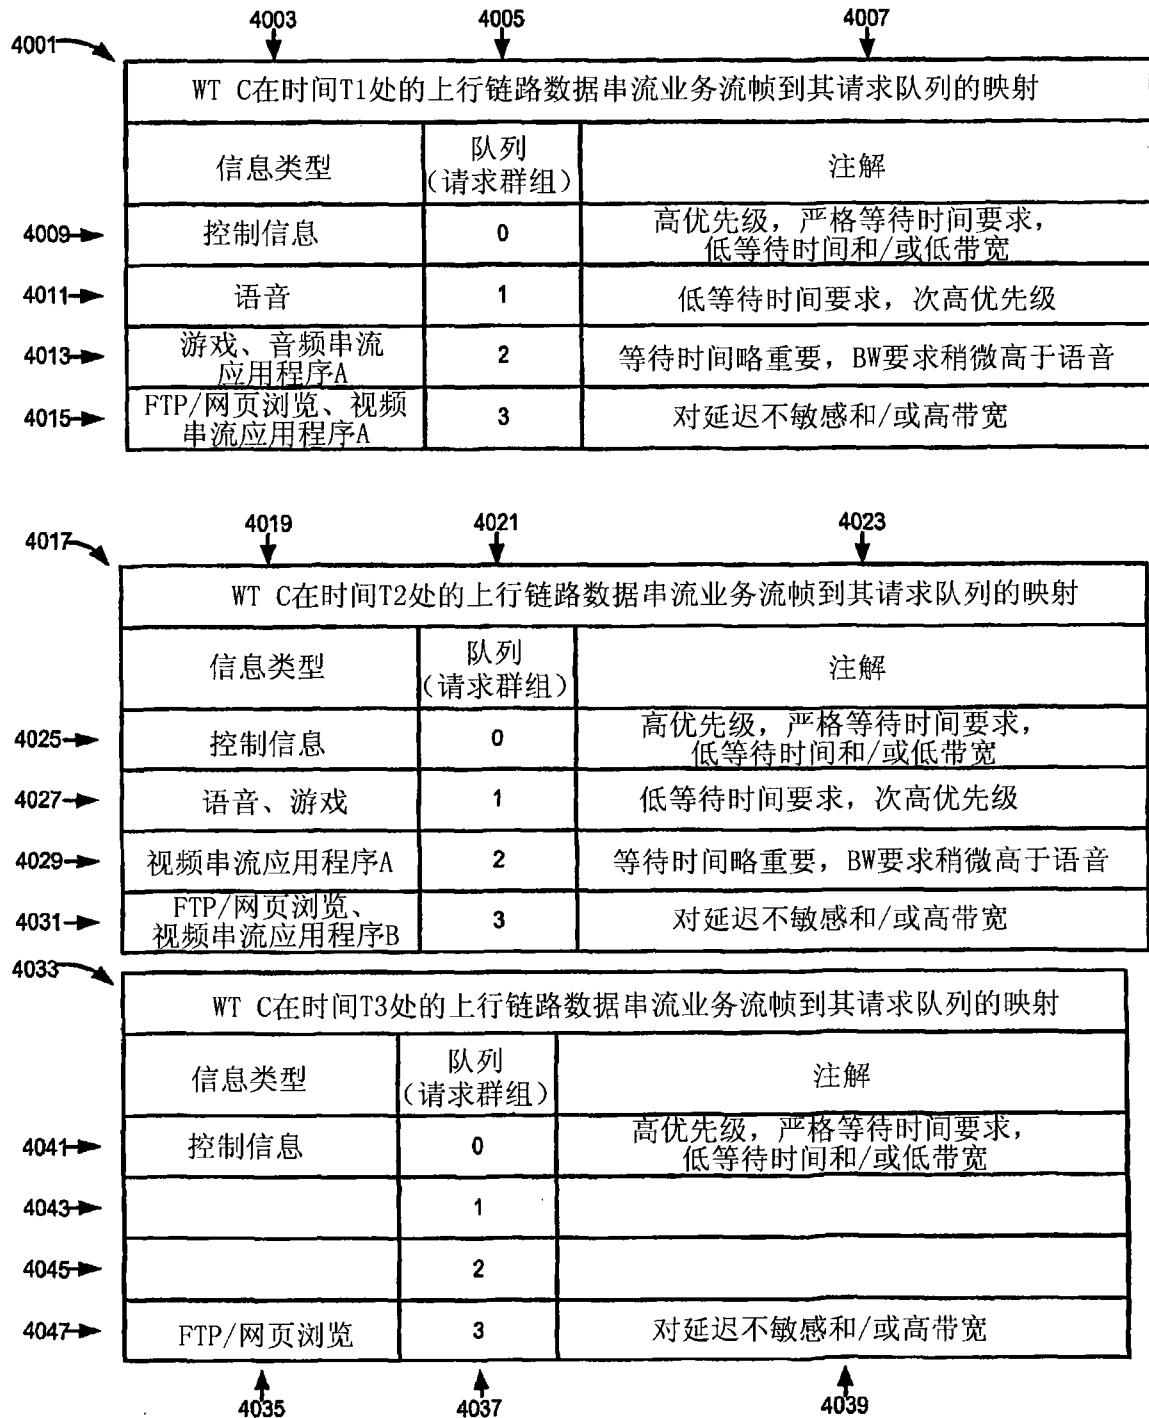 4003 4005 4007
4001
WT C在时间T1处的上行链路数据串流业务流帧到其请求队列的映射
信息类型 队列 注解
(请求群组)
4009 控制信息 0 高优先级，严格等待时间要求，
低等待时间和/或低带宽
4011 语音 1 低等待时间要求，次高优先级
4013 游戏、音频串流 2 等待时间略重要，BW要求稍微高于语音
应用程序A
4015 FTP/网页浏览、视频 3 对延迟不敏感和/或高带宽
串流应用程序A
4019 4021 4023
4017
WT C在时间T2处的上行链路数据串流业务流帧到其请求队列的映射
信息类型 队列 注解
(请求群组)
4025 控制信息 0 高优先级，严格等待时间要求，
低等待时间和/或低带宽
4027 语音、游戏 1 低等待时间要求，次高优先级
4029 视频串流应用程序A 2 等待时间略重要，BW要求稍微高于语音
4031 FTP/网页浏览、 3 对延迟不敏感和/或高带宽
视频串流应用程序B
4033
WT C在时间T3处的上行链路数据串流业务流帧到其请求队列的映射
信息类型 队列 注解
(请求群组)
4041 控制信息 0 高优先级，严格等待时间要求，
低等待时间和/或低带宽
4043 1
4045 2
4047 FTP/网页浏览 3 对延迟不敏感和/或高带宽
4035 4037 4039